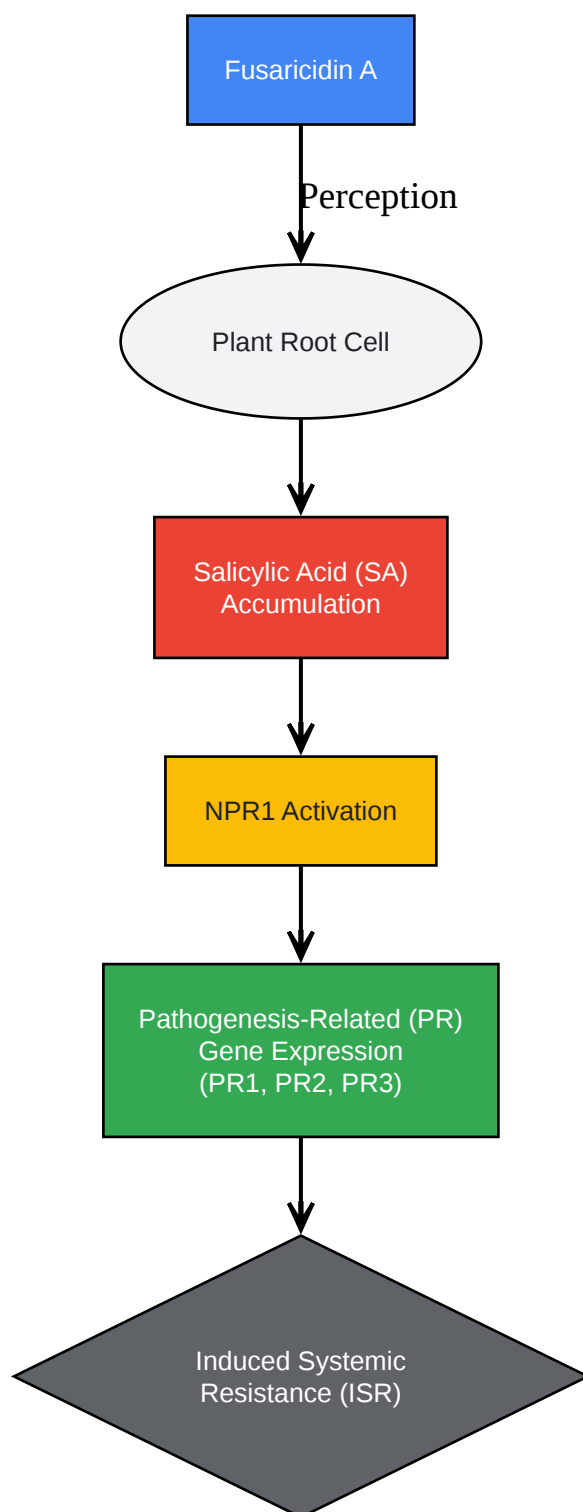 Fusaricidin A
Perception
Plant Root Cell
Salicylic Acid (SA)
Accumulation
NPR1 Activation
Pathogenesis-Related (PR)
Gene Expression
(PR1, PR2, PR3)
Induced Systemic
Resistance (ISR)